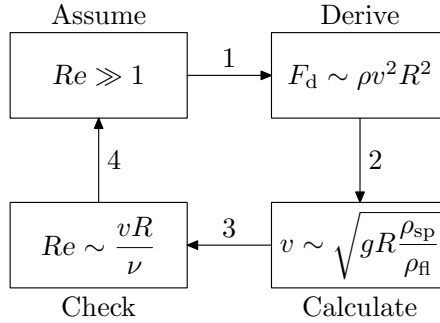 Assume Derive
Re ≫ 1 1 F_d ∼ ρv²R²
4 2
Re ∼ vR/ν 3 v ∼ √(gR ρ_sp/ρ_fl)
Check Calculate